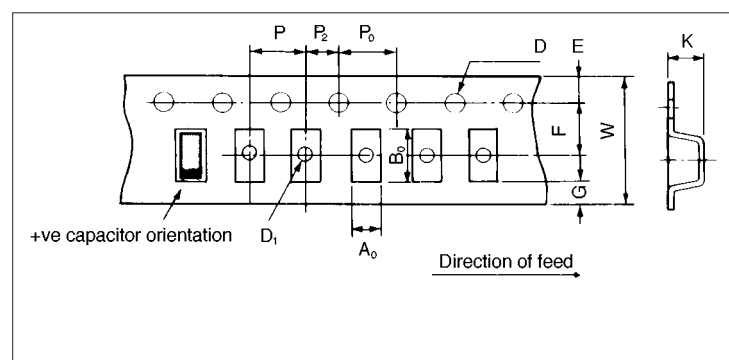 P P₂ P₀ D E K
F W
B₀
G
+ve capacitor orientation D₁
A₀
Direction of feed